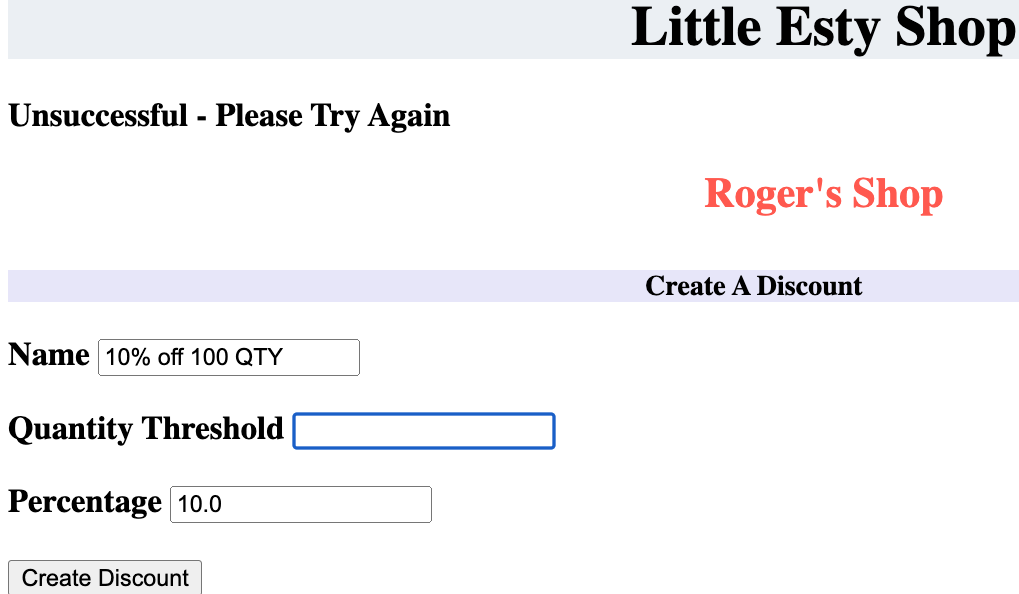 Little Esty Shop
Unsuccessful - Please Try Again
Roger's Shop
Create A Discount
Name 10% off 100 QTY
Quantity Threshold
Percentage 10.0
Create Discount